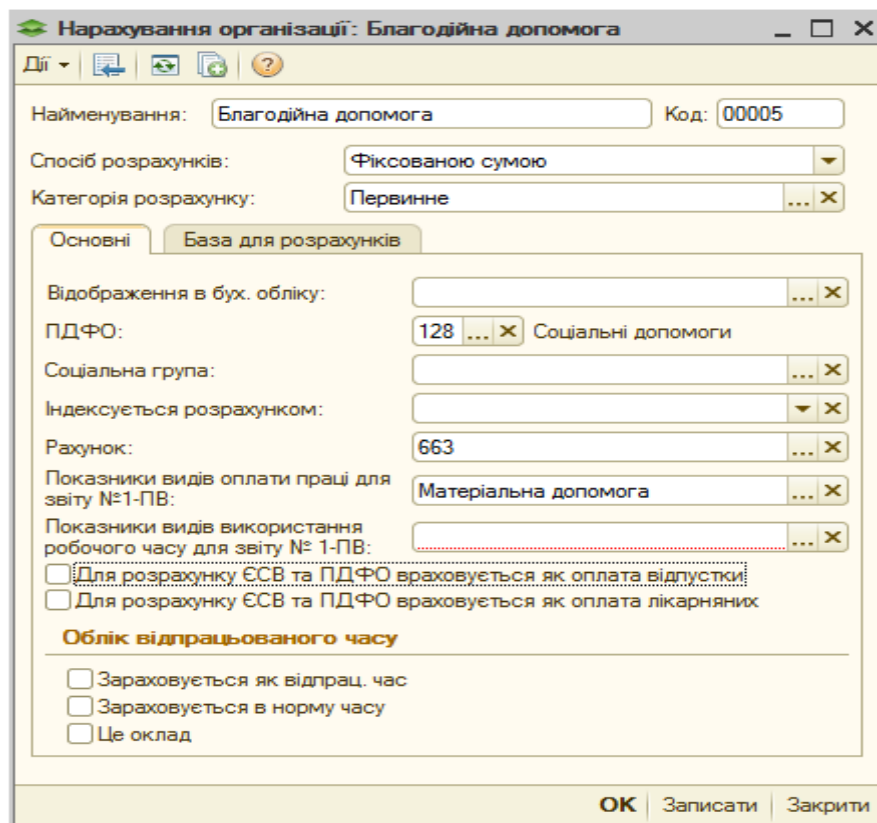 Нарахування організації: Благодійна допомога
Дії
Найменування: Благодійна допомога Код: 00005
Спосіб розрахунків: Фіксованою сумою
Категорія розрахунку: Первинне ...
Основні База для розрахунків
Відображення в бух. обліку: ...
ПДФО: 128 ... Соціальні допомоги
Соціальна група: ...
Індексується розрахунком:
Рахунок: 663 ...
Показники видів оплати праці для
звіту №1-ПВ: Матеріальна допомога ...
Показники видів використання
робочого часу для звіту № 1-ПВ: ...
Для розрахунку ЄСВ та ПДФО враховується як оплата відпустки
Для розрахунку ЄСВ та ПДФО враховується як оплата лікарняних
Облік відпрацьованого часу
Зараховується як відпрац. час
Зараховується в норму часу
Це оклад
OK Записати Закрити